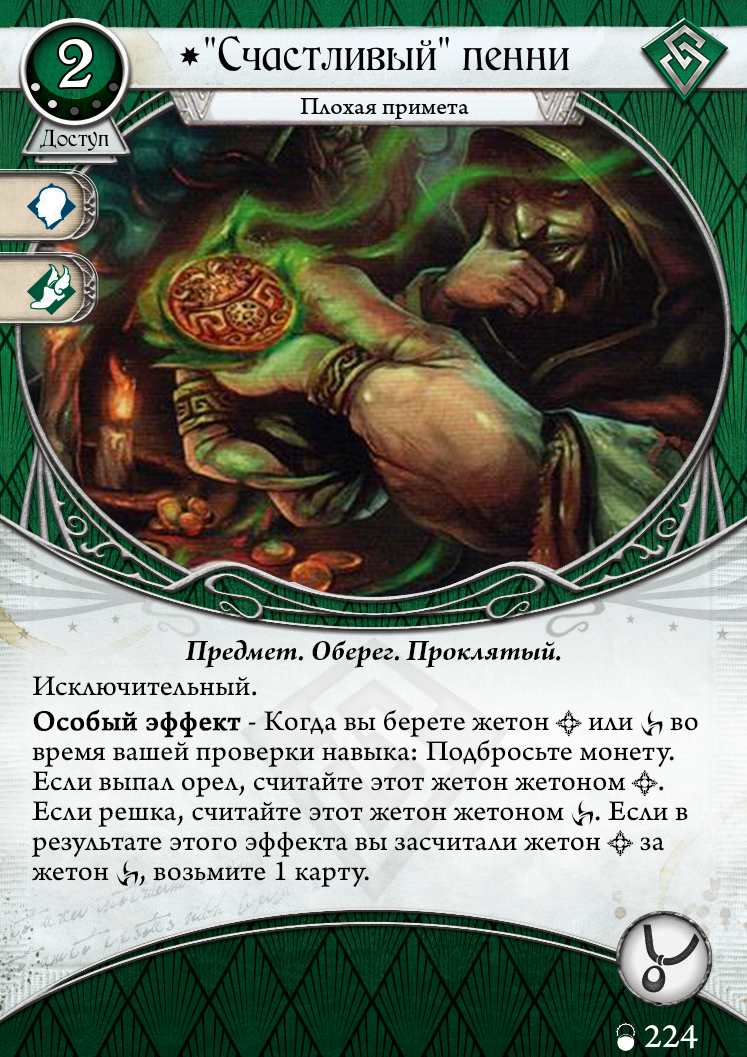 2
"Счастливый" пенни
Плохая примета
Доступ
Предмет. Оберег. Проклятый.
Исключительный.
Особый эффект - Когда вы берете жетон или во
время вашей проверки навыка: Подбросьте монету.
Если выпал орел, считайте этот жетон жетоном .
Если решка, считайте этот жетон жетоном . Если в
результате этого эффекта вы засчитали жетон за
жетон , возьмите 1 карту.
224